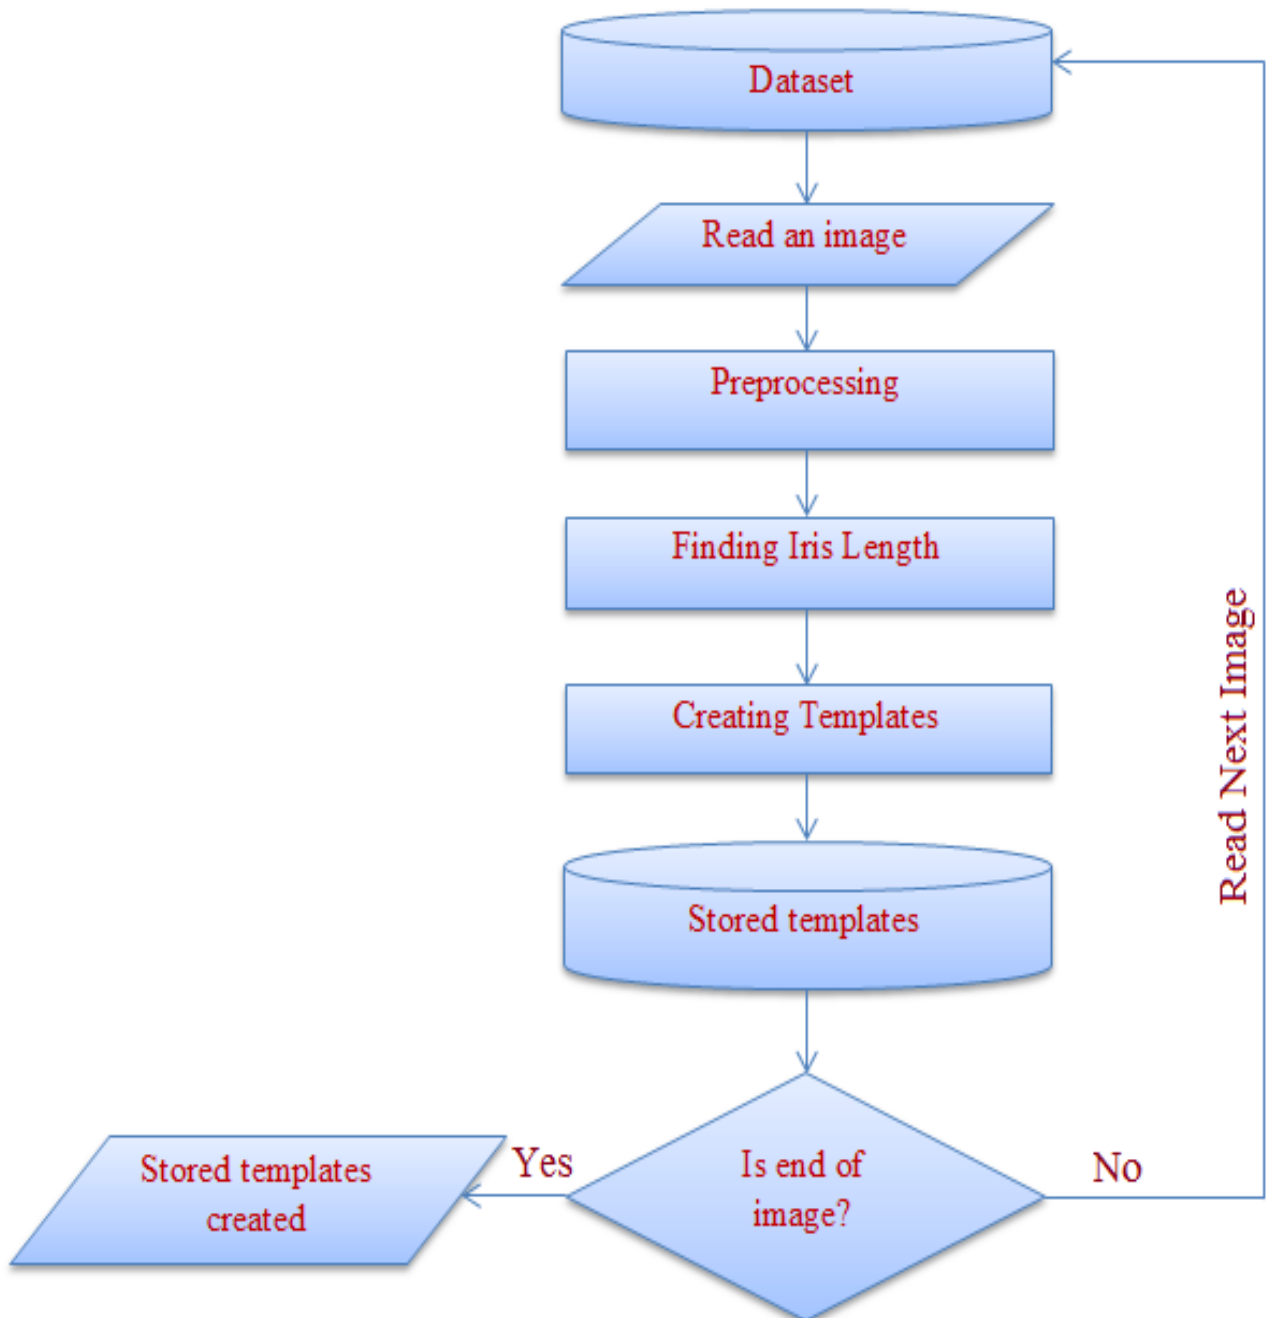 Dataset
Read an image
Preprocessing
Finding Iris Length
Creating Templates
Stored templates
Is end of
image?
Yes
No
Stored templates
created
Read Next Image